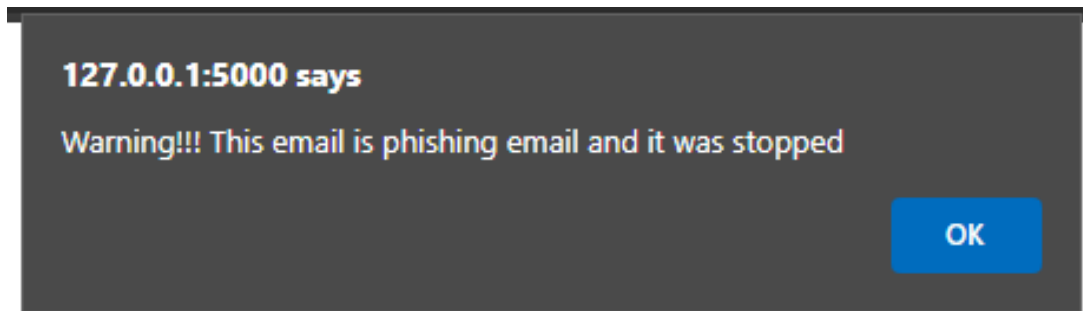 127.0.0.1:5000 says
Warning!!! This email is phishing email and it was stopped
OK